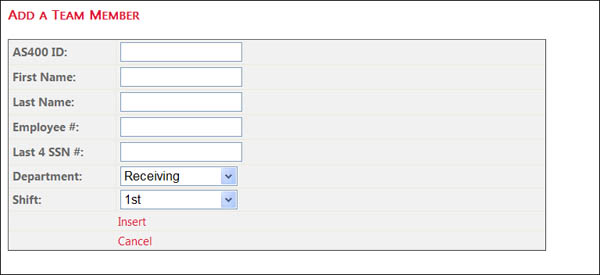 Add a Team Member
AS400 ID:
First Name:
Last Name:
Employee #:
Last 4 SSN #:
Department: Receiving
Shift: 1st
Insert
Cancel